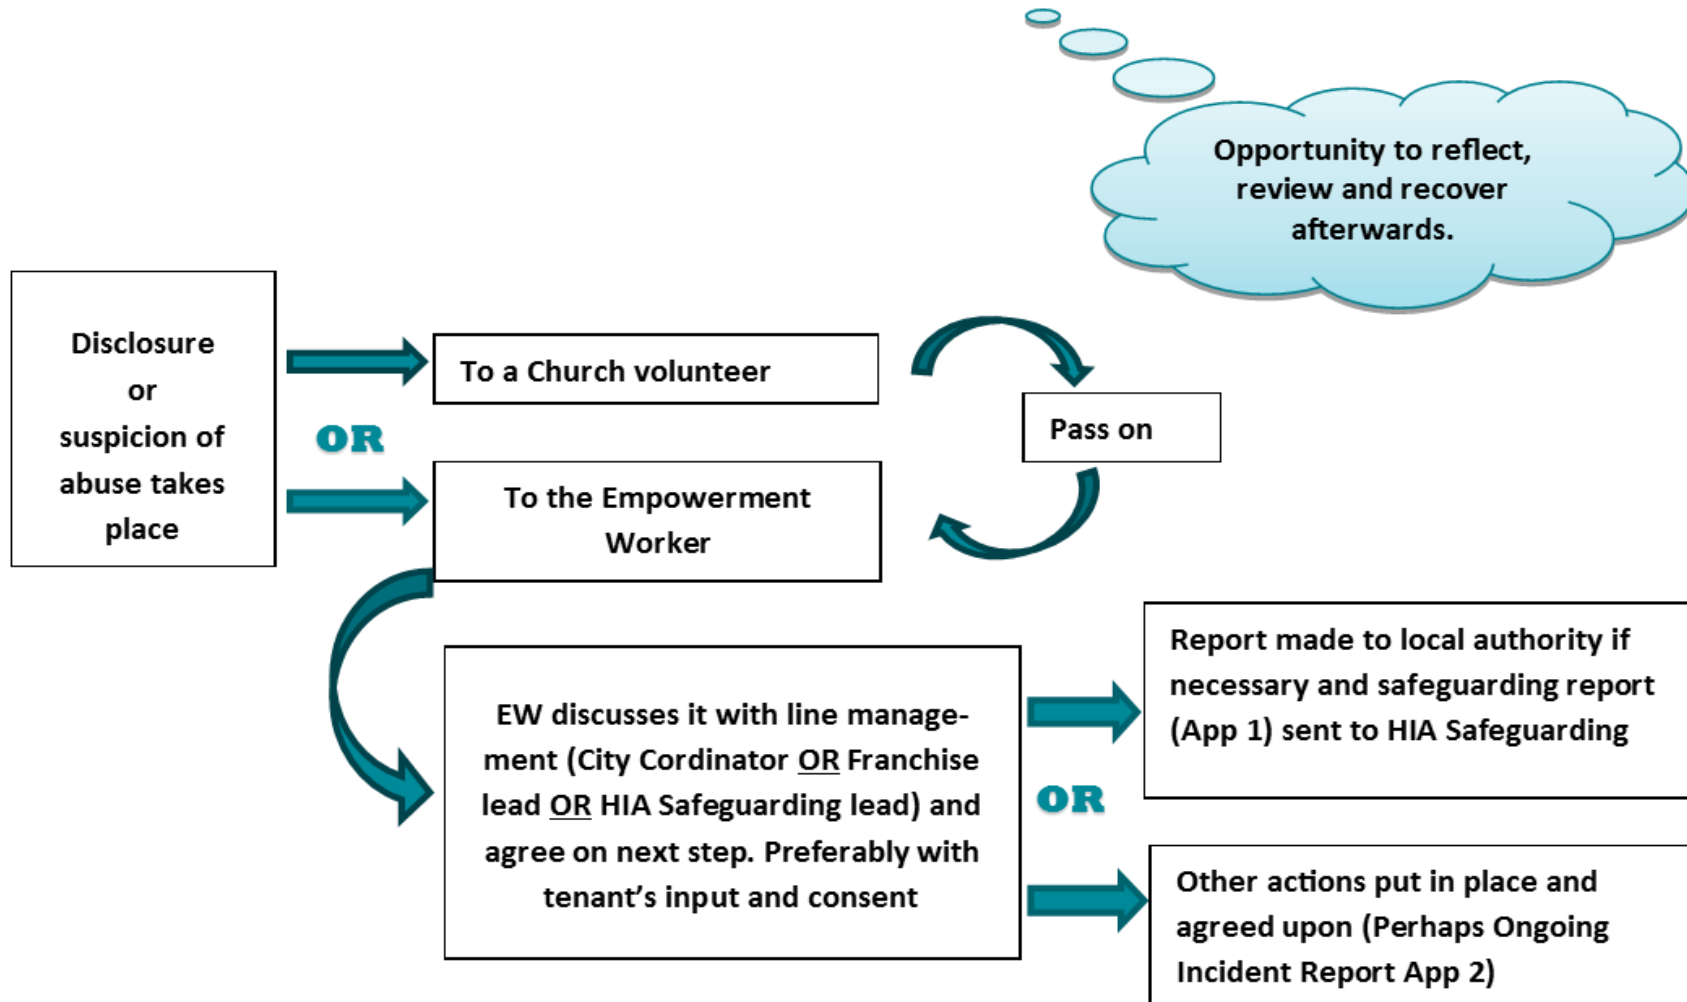 Opportunity to reflect,
review and recover
afterwards.
Disclosure
or
suspicion of
abuse takes
place
To a Church volunteer
OR
To the Empowerment
Worker
Pass on
EW discusses it with line manage-
ment (City Cordinator OR Franchise
lead OR HIA Safeguarding lead) and
agree on next step. Preferably with
tenant’s input and consent
Report made to local authority if
necessary and safeguarding report
(App 1) sent to HIA Safeguarding
OR
Other actions put in place and
agreed upon (Perhaps Ongoing
Incident Report App 2)